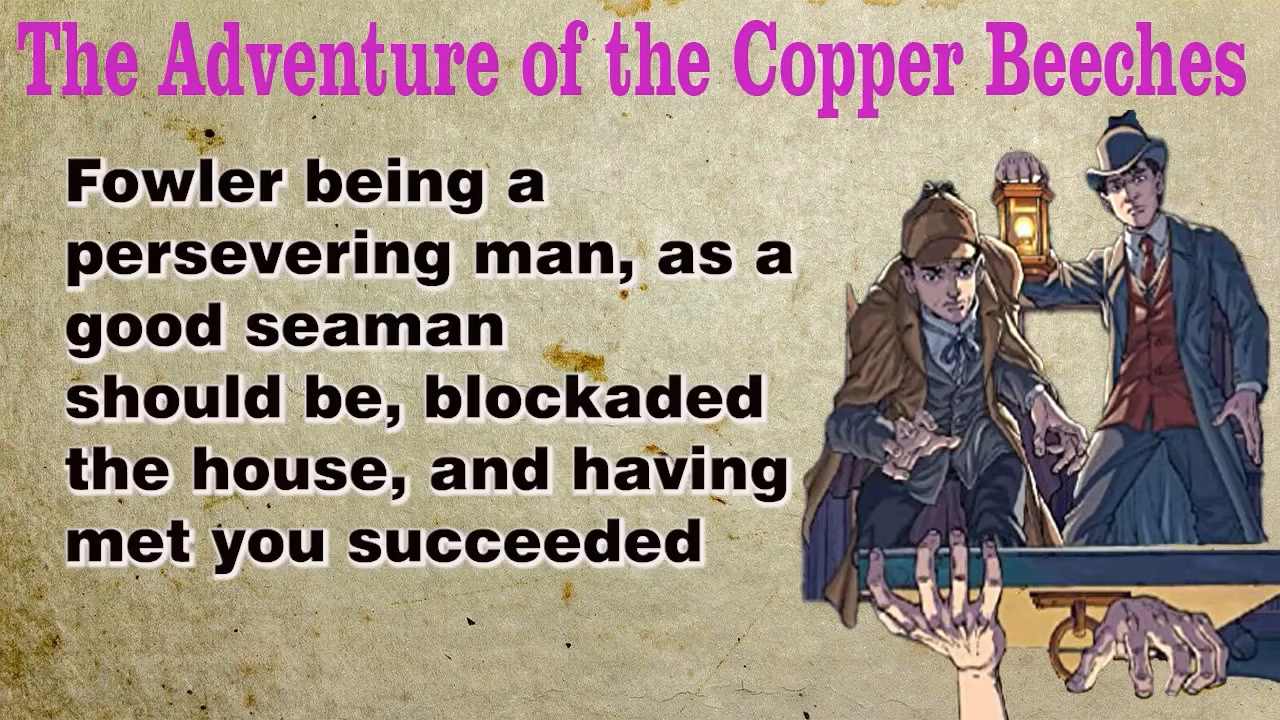 The Adventure of the Copper Beeches
Fowler being a
persevering man, as a
good seaman
should be, blockaded
the house, and having
met you succeeded